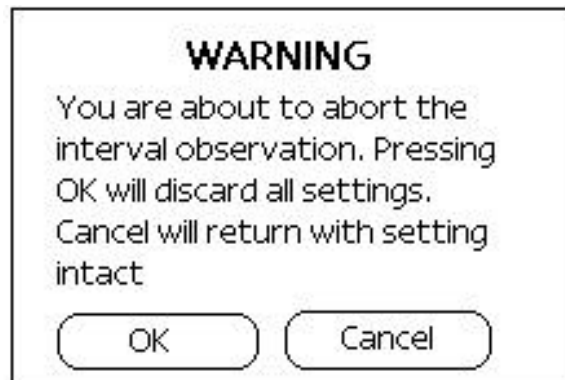 WARNING
You are about to abort the
interval observation. Pressing
OK will discard all settings.
Cancel will return with setting
intact
OK
Cancel